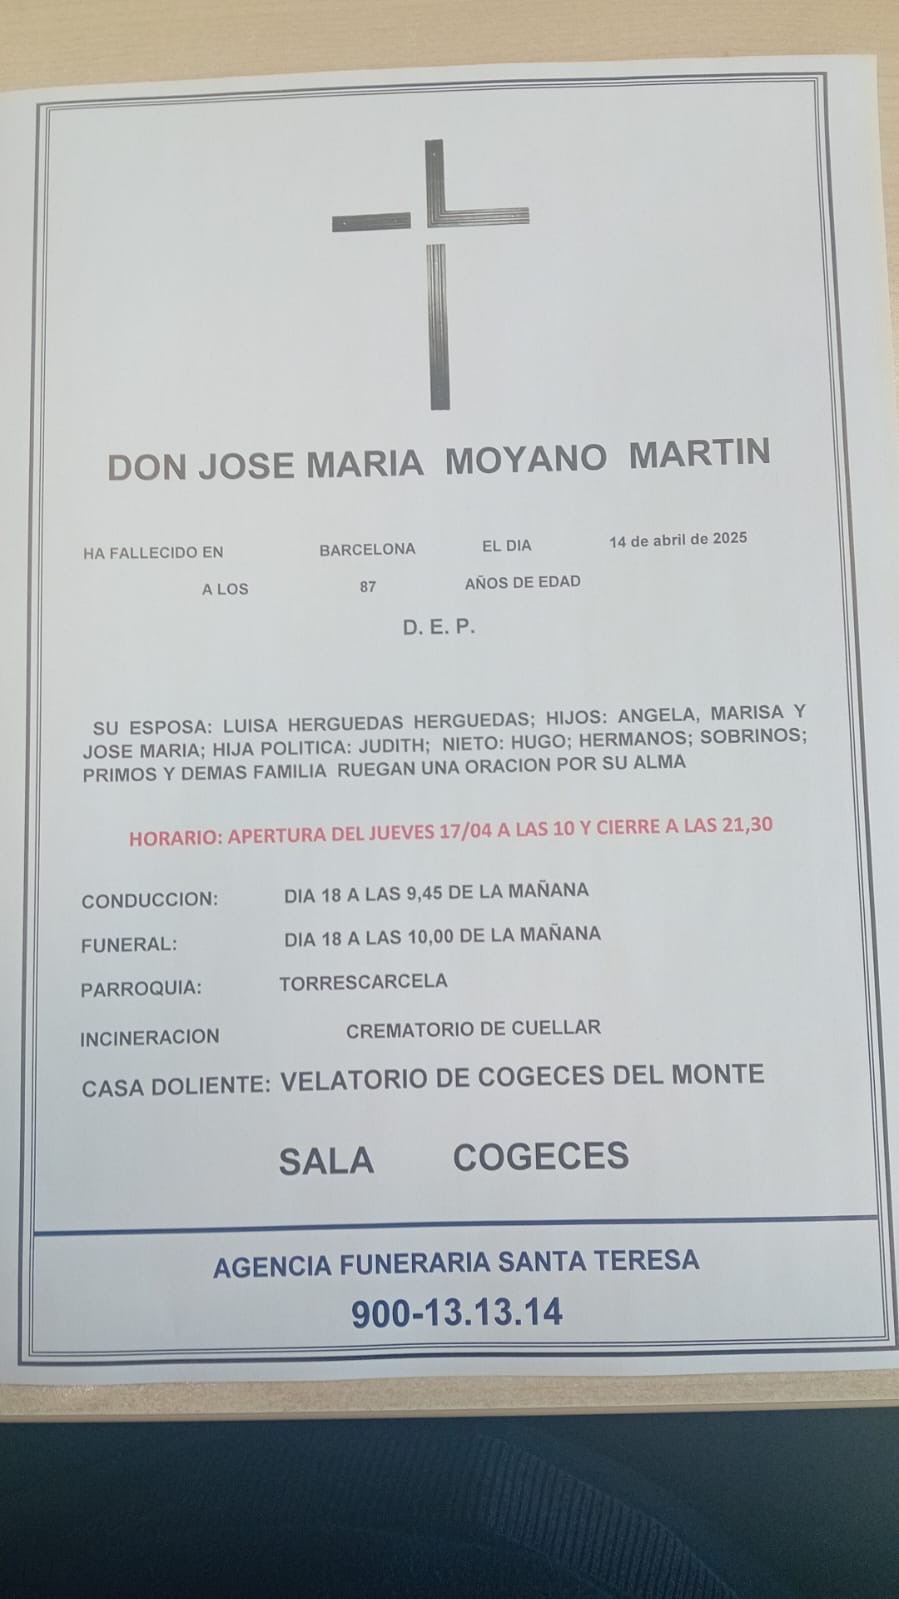 DON JOSE MARIA MOYANO MARTIN
HA FALLECIDO EN BARCELONA EL DIA 14 de abril de 2025
A LOS 87 AÑOS DE EDAD
D. E. P.
SU ESPOSA: LUISA HERGUEDAS HERGUEDAS; HIJOS: ANGELA, MARISA Y
JOSE MARIA; HIJA POLITICA: JUDITH; NIETO: HUGO; HERMANOS; SOBRINOS;
PRIMOS Y DEMAS FAMILIA RUEGAN UNA ORACION POR SU ALMA
HORARIO: APERTURA DEL JUEVES 17/04 A LAS 10 Y CIERRE A LAS 21,30
CONDUCCION: DIA 18 A LAS 9,45 DE LA MAÑANA
FUNERAL: DIA 18 A LAS 10,00 DE LA MAÑANA
PARROQUIA: TORRESCARCELA
INCINERACION CREMATORIO DE CUELLAR
CASA DOLIENTE: VELATORIO DE COGECES DEL MONTE
SALA COGECES
AGENCIA FUNERARIA SANTA TERESA
900-13.13.14